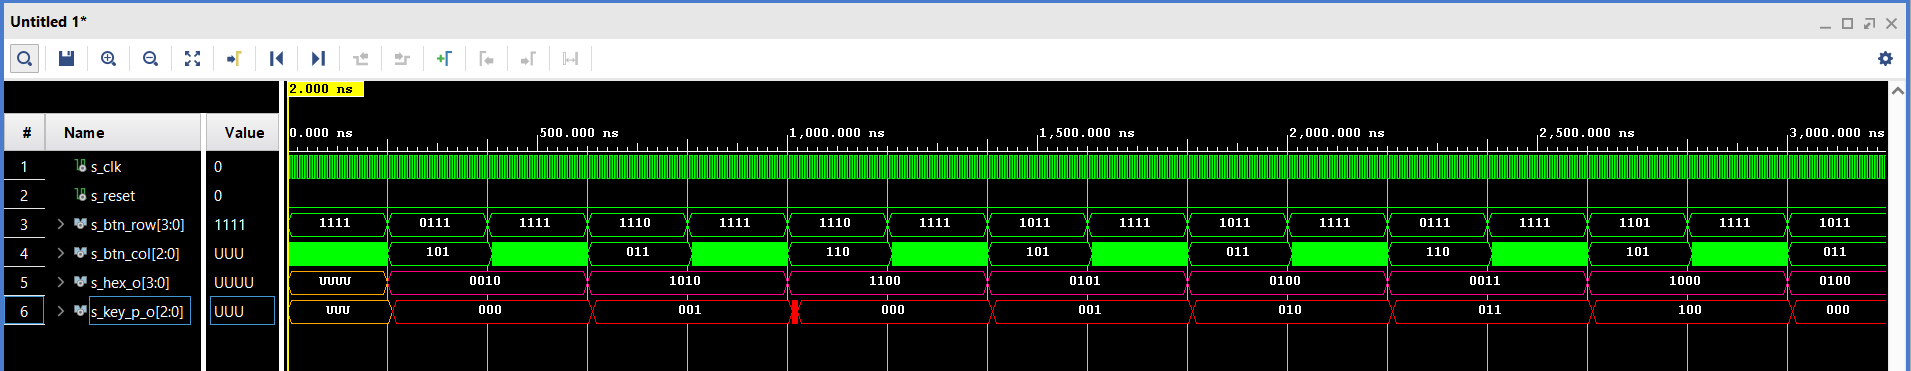 Untitled 1*
2.000 ns
# Name Value
0.000 ns 500.000 ns 1,000.000 ns 1,500.000 ns 2,000.000 ns 2,500.000 ns 3,000.000 ns
1 s_clk 0
2 s_reset 0
3 s_btn_row[3:0] 1111 1111 0111 1111 1110 1111 1110 1111 1011 1111 1011 1111 0111 1111 1101 1111 1011
4 s_btn_col[2:0] UUU 101 011 110 101 011 110 101 011
5 s_hex_o[3:0] UUUU UUUU 0010 1010 1100 0101 0101 0011 1000 0100
6 s_key_p_o[2:0] UUU UUU 000 001 000 001 010 011 100 000